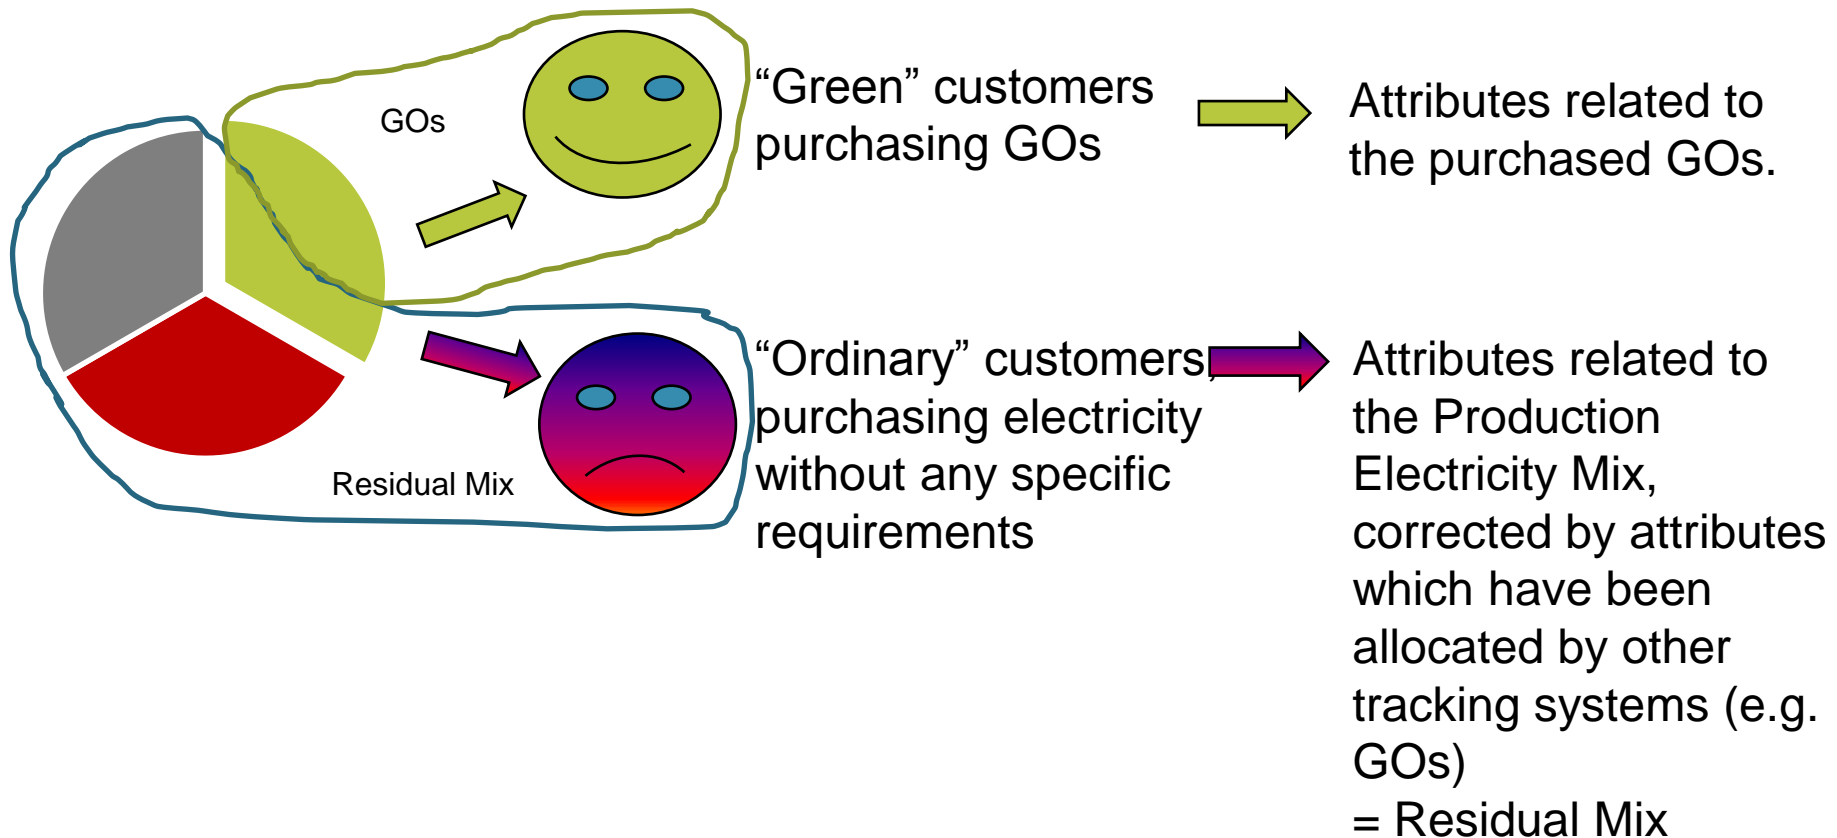 GOs
“Green” customers
purchasing GOs
Attributes related to
the purchased GOs.
Residual Mix
“Ordinary” customers,
purchasing electricity
without any specific
requirements
Attributes related to
the Production
Electricity Mix,
corrected by attributes
which have been
allocated by other
tracking systems (e.g.
GOs)
= Residual Mix